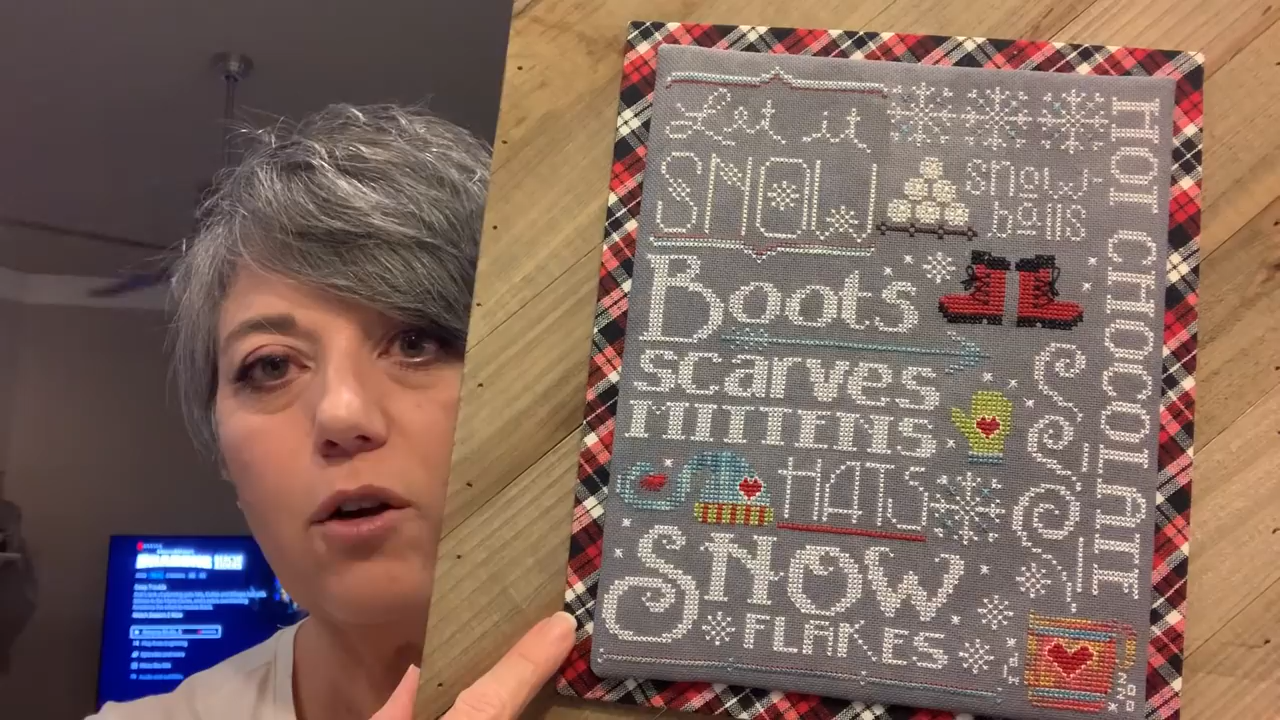 Let it
SNOW
snow-
balls
Boots
scarves
MITTENS
HATS
SNOW
FLAKES
HOT CHOCOLATE